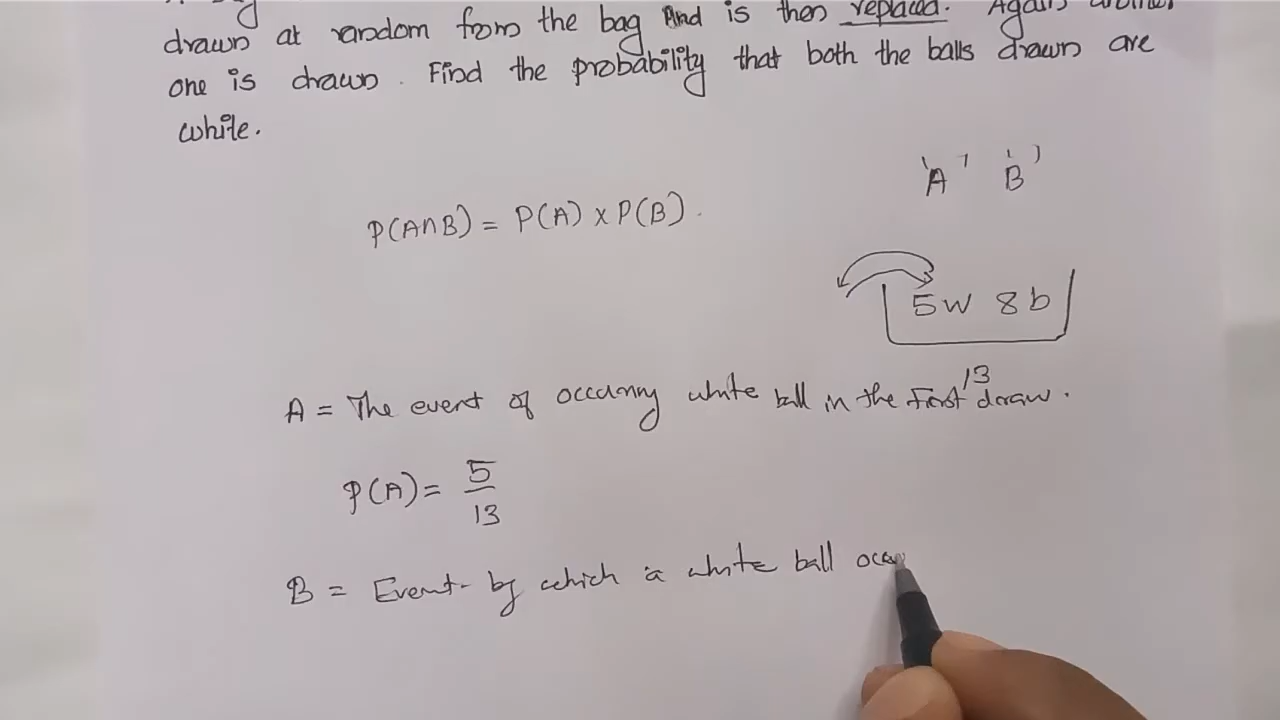 drawn at random from the bag And is then replaced. Again another
one is drawn. Find the probability that both the balls drawn are
white.
'A' 'B'
P(A∩B) = P(A) x P(B).
5w 8b
13
A = The event of occurring white ball in the First draw.
P(A) = 5/13
B = Event by which a white ball